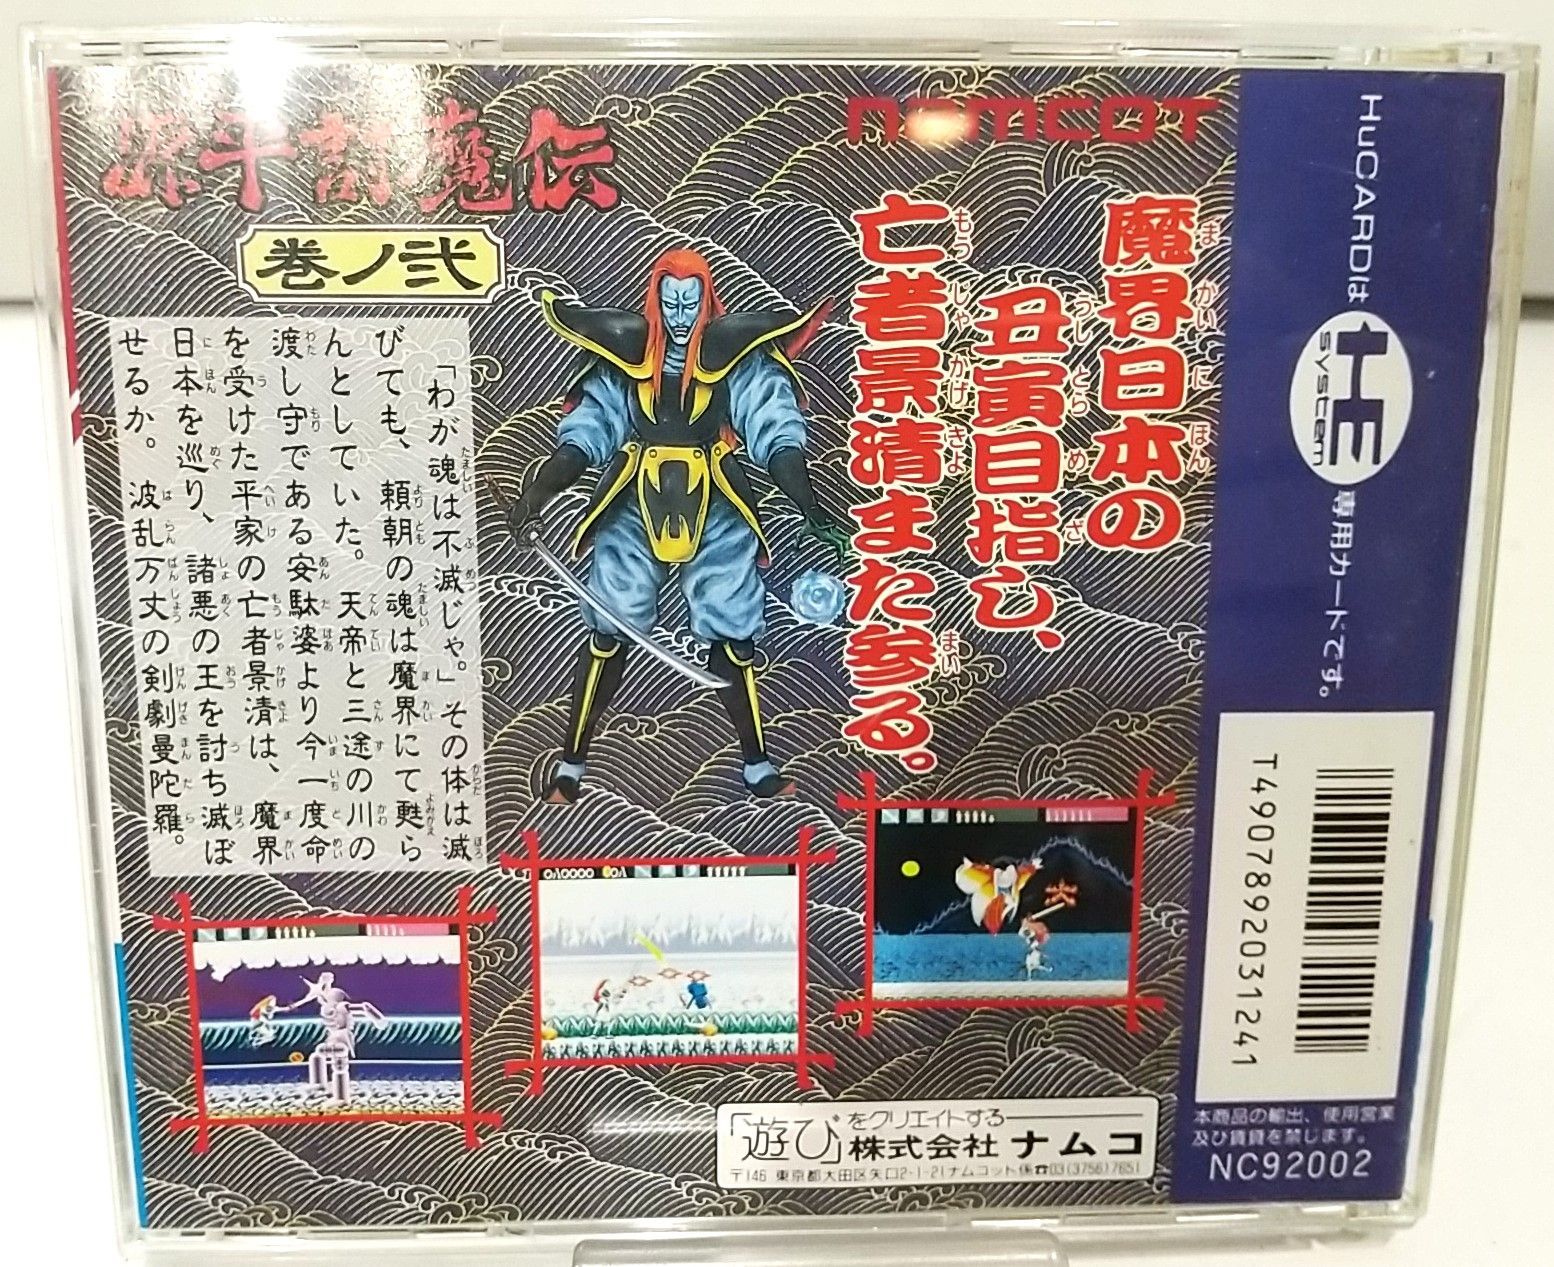 源平討魔伝
巻ノ弐
namcoT
魔界日本の
丑寅目指し、
亡者景清また参る。
「わが魂は不滅じゃ。」その体は滅
びても、頼朝の魂は魔界にて甦ら
んとしていた。天帝と三途の川の
渡し守である安駄婆より今一度命
を受けた平家の亡者景清は、魔界
日本を巡り、諸悪の王を討ち滅ぼ
せるか。波乱万丈の剣劇曼陀羅。
火
「遊び」をクリエイトする
株式会社ナムコ
〒146 東京都大田区矢口2-1-21ナムコット係☎03(3756)7651
HuCARDは
HE
system
専用カードです。
T4907892031241
本商品の輸出、使用営業
及び賃貸を禁じます。
NC92002